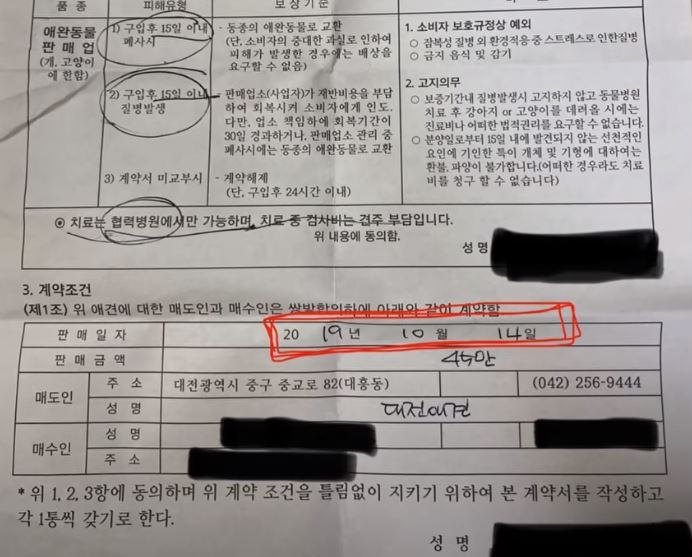 품 종 피해유형 보 상 기 준
애완동물 판 매 업 (개, 고양이에 한함)
1) 구입후 15일 이내 폐사시
- 동종의 애완동물로 교환
(단, 소비자의 중대한 과실로 인하여
피해가 발생한 경우에는 배상을
요구할 수 없음)
2) 구입후 15일 이내 질병발생
- 판매업소(사업자)가 재반비용을 부담
하여 회복시켜 소비자에게 인도.
다만, 업소 책임하에 회복기간이
30일 경과하거나, 판매업소 관리 중
폐사시에는 동종의 애완동물로 교환
3) 계약서 미교부시
- 계약해제
(단, 구입후 24시간 이내)
1. 소비자 보호규정상 예외
○ 잠복성 질병 외 환경적응 중 스트레스로 인한질병
○ 금지 음식 및 감기
2. 고지의무
○ 보증기간내 질병발생시 고지하지 않고 동물병원
치료 후 강아지 or 고양이를 데려올 시에는
진료비나 어떠한 법적권리를 요구할 수 없습니다.
○ 분양일로부터 15일 내에 발견되지 않는 선천적인
요인에 기인한 특이 개체 및 기형에 대하여는
환불, 파양이 불가합니다.(어떠한 경우라도 치료
비를 청구 할 수 없습니다)
◉ 치료는 협력병원에서만 가능하며, 치료 중 검사비는 견주 부담입니다.
위 내용에 동의함.
성 명
3. 계약조건
(제1조) 위 애견에 대한 매도인과 매수인은 쌍방합의하에 아래와 같이 계약함
판 매 일 자 20 19년 10 월 14일
판 매 금 액 45만
매도인 주 소 대전광역시 중구 중교로 82(대흥동) (042) 256-9444
성 명 대전애견
매수인 성 명
주 소
* 위 1, 2, 3항에 동의하며 위 계약 조건을 틀림없이 지키기 위하여 본 계약서를 작성하고
각 1통씩 갖기로 한다.
성 명